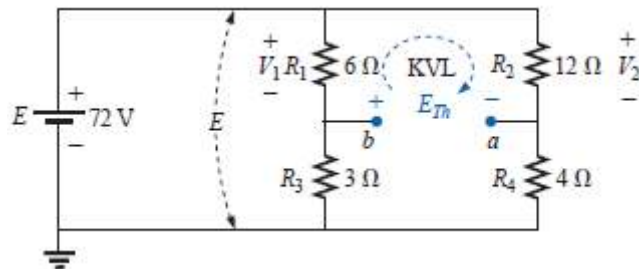 + V1 − R1 6 Ω KVL R2 12 Ω + V2 −
E + 72 V − E + ETh −
b a
R3 3 Ω R4 4 Ω